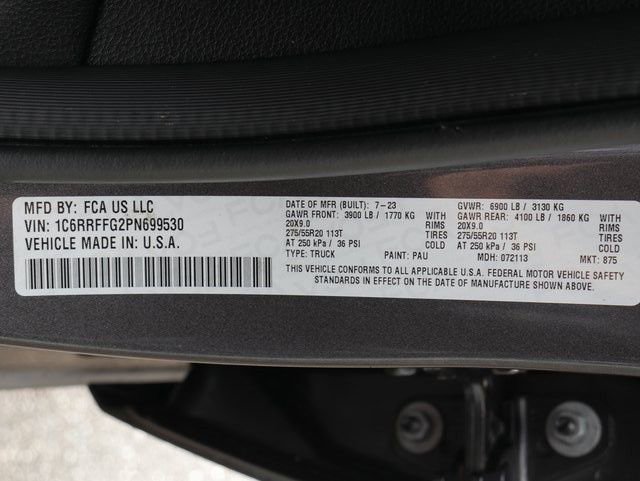 MFD BY: FCA US LLC
VIN: 1C6RRFFG2PN699530
VEHICLE MADE IN U.S.A.
DATE OF MFR (BUILT): 7-23
GAWR FRONT: 3900 LB / 1770 KG WITH
20X9.0 RIMS
275/55R20 113T TIRES
AT 250 kPa / 36 PSI
TYPE: TRUCK PAINT: PAU
GVWR: 6900 LB / 3130 KG
GAWR REAR: 4100 LB / 1860 KG WITH
20X9.0 RIMS
275/55R20 113T TIRES
AT 250 kPa / 36 PSI
MDH: 072113 MKT: 875
THIS VEHICLE CONFORMS TO ALL APPLICABLE U.S.A. FEDERAL MOTOR VEHICLE SAFETY
STANDARDS IN EFFECT ON THE DATE OF MANUFACTURE SHOWN ABOVE.